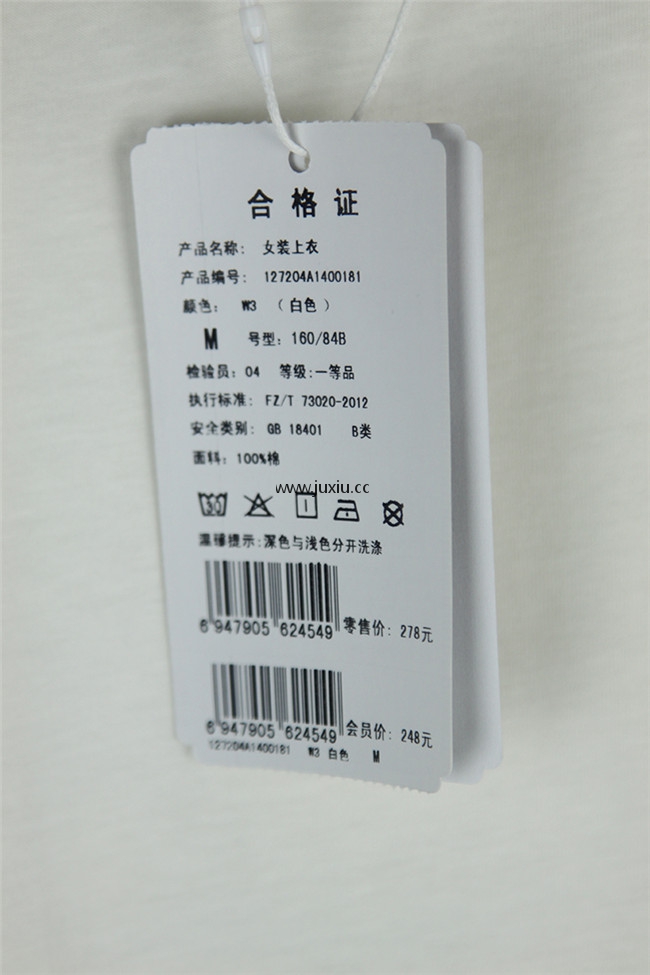 合格证
产品名称: 女装上衣
产品编号: 127204A1400181
颜色: W3 (白色)
M 号型: 160/84B
检验员: 04 等级:一等品
执行标准: FZ/T 73020-2012
安全类别: GB 18401 B类
面料: 100%棉
www.juxiu.cc
30
温馨提示:深色与浅色分开洗涤
6 947905 624549 零售价: 278元
6 947905 624549 会员价: 248元
127204A1400181 W3 白色 M